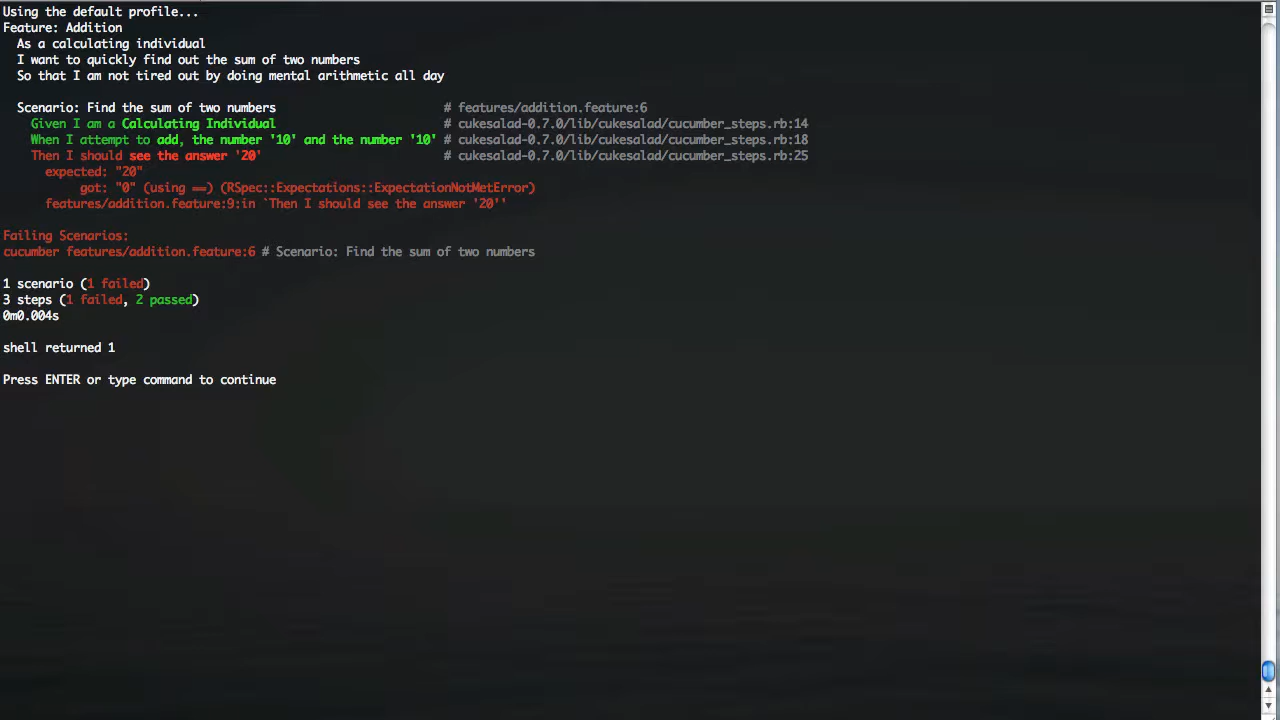 Using the default profile...
Feature: Addition
As a calculating individual
I want to quickly find out the sum of two numbers
So that I am not tired out by doing mental arithmetic all day
Scenario: Find the sum of two numbers # features/addition.feature:6
Given I am a Calculating Individual # cukesalad-0.7.0/lib/cukesalad/cucumber_steps.rb:14
When I attempt to add, the number '10' and the number '10' # cukesalad-0.7.0/lib/cukesalad/cucumber_steps.rb:18
Then I should see the answer '20' # cukesalad-0.7.0/lib/cukesalad/cucumber_steps.rb:25
expected: "20"
got: "0" (using ==) (RSpec::Expectations::ExpectationNotMetError)
features/addition.feature:9:in `Then I should see the answer '20''
Failing Scenarios:
cucumber features/addition.feature:6 # Scenario: Find the sum of two numbers
1 scenario (1 failed)
3 steps (1 failed, 2 passed)
0m0.004s
shell returned 1
Press ENTER or type command to continue